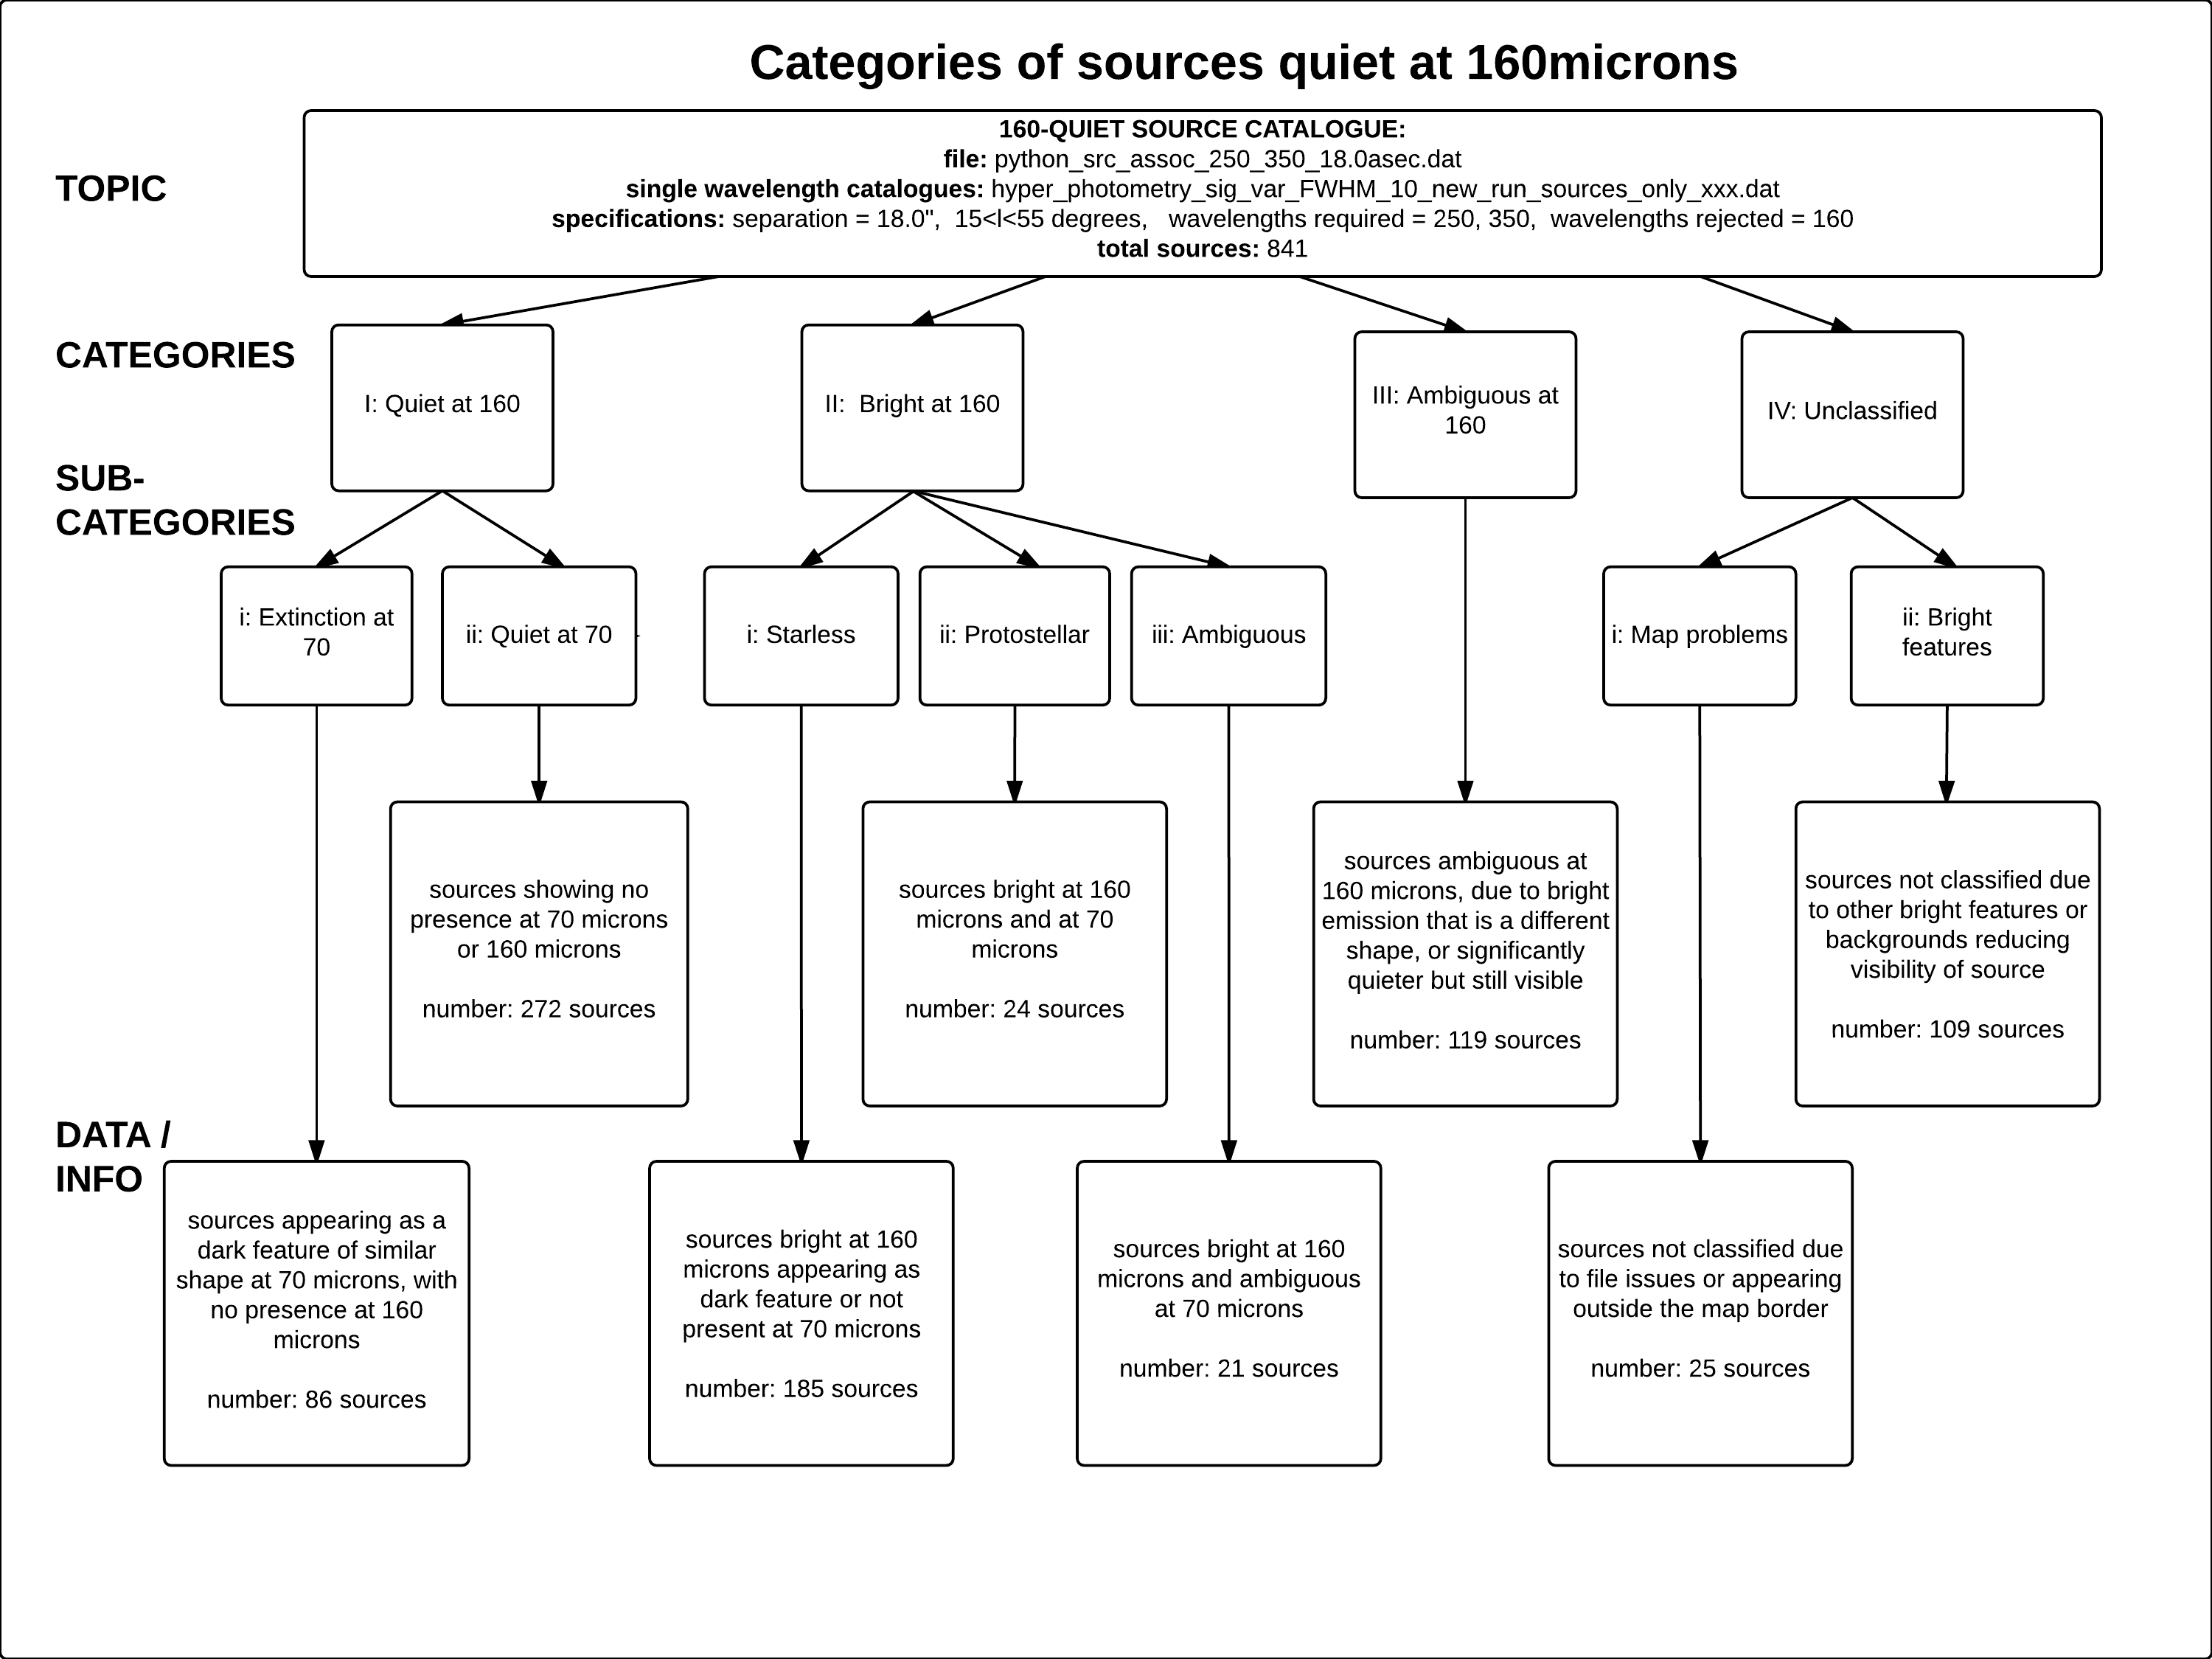 Categories of sources quiet at 160microns
160-QUIET SOURCE CATALOGUE:
file: python_src_assoc_250_350_18.0asec.dat
single wavelength catalogues: hyper_photometry_sig_var_FWHM_10_new_run_sources_only_xxx.dat
specifications: separation = 18.0",  15<l<55 degrees,   wavelengths required = 250, 350,  wavelengths rejected = 160
total sources: 841
TOPIC
CATEGORIES
I: Quiet at 160
II:  Bright at 160
III: Ambiguous at
160
IV: Unclassified
SUB-
CATEGORIES
i: Extinction at
70
ii: Quiet at 70
i: Starless
ii: Protostellar
iii: Ambiguous
i: Map problems
ii: Bright
features
sources showing no
presence at 70 microns
or 160 microns
number: 272 sources
sources bright at 160
microns and at 70
microns
number: 24 sources
sources ambiguous at
160 microns, due to bright
emission that is a different
shape, or significantly
quieter but still visible
number: 119 sources
sources not classified due
to other bright features or
backgrounds reducing
visibility of source
number: 109 sources
DATA /
INFO
sources appearing as a
dark feature of similar
shape at 70 microns, with
no presence at 160
microns
number: 86 sources
sources bright at 160
microns appearing as
dark feature or not
present at 70 microns
number: 185 sources
sources bright at 160
microns and ambiguous
at 70 microns
number: 21 sources
sources not classified due
to file issues or appearing
outside the map border
number: 25 sources